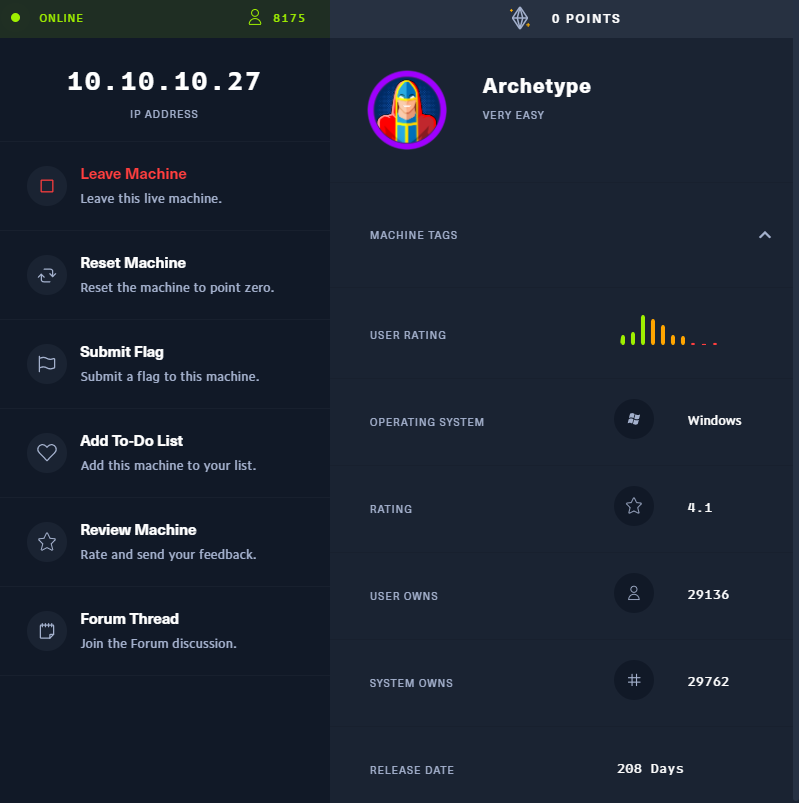 ONLINE 8175
10.10.10.27
IP ADDRESS
Leave Machine
Leave this live machine.
Reset Machine
Reset the machine to point zero.
Submit Flag
Submit a flag to this machine.
Add To-Do List
Add this machine to your list.
Review Machine
Rate and send your feedback.
Forum Thread
Join the Forum discussion.
0 POINTS
Archetype
VERY EASY
MACHINE TAGS
USER RATING
OPERATING SYSTEM Windows
RATING 4.1
USER OWNS 29136
SYSTEM OWNS 29762
RELEASE DATE 208 Days